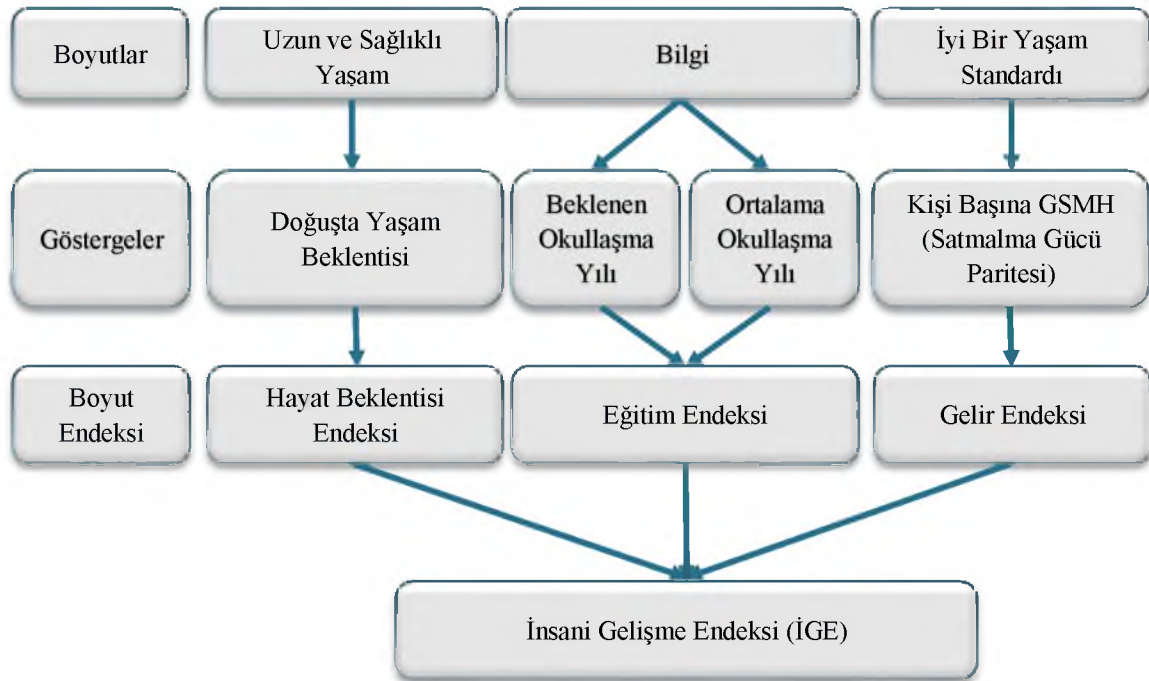 Boyutlar
Uzun ve Sağlıklı
Yaşam
Bilgi
İyi Bir Yaşam
Standardı
Göstergeler
Doğuşta Yaşam
Beklentisi
Beklenen
Okullaşma
Yılı
Ortalama
Okullaşma
Yılı
Kişi Başına GSMH
(Satmalma Gücü
Paritesi)
Boyut
Endeksi
Hayat Beklentisi
Endeksi
Eğitim Endeksi
Gelir Endeksi
İnsani Gelişme Endeksi (İGE)